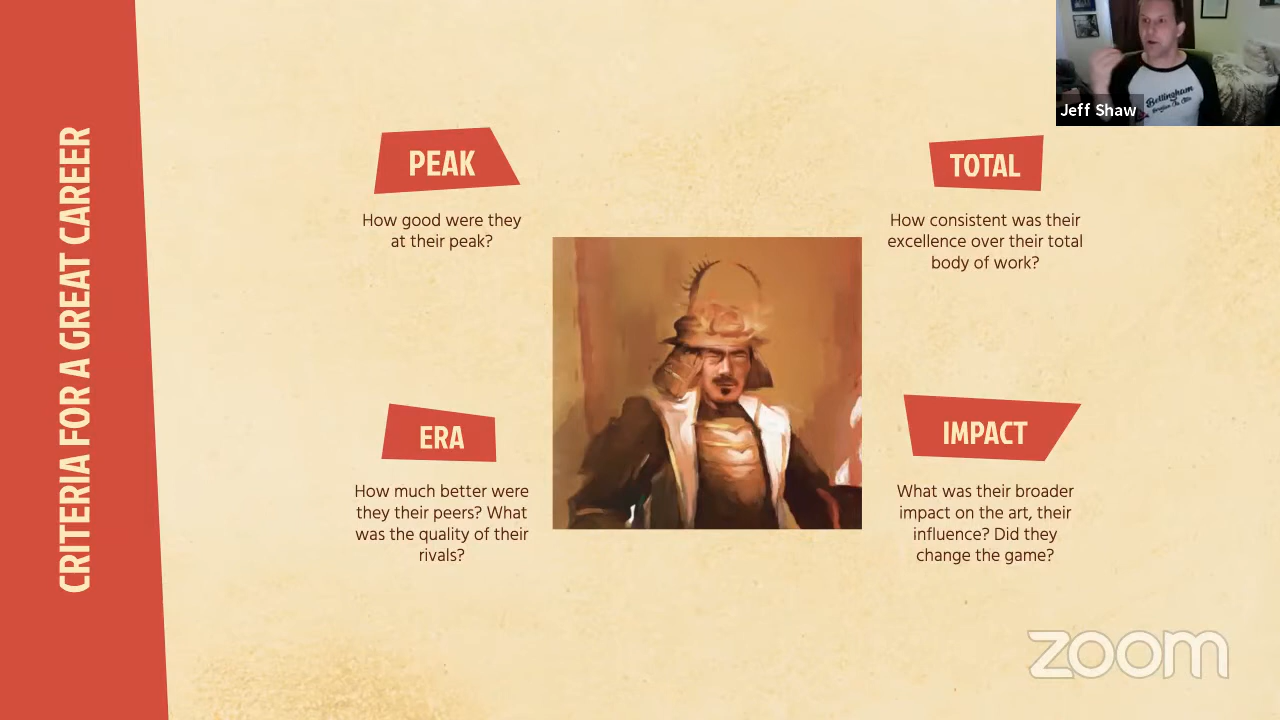 CRITERIA FOR A GREAT CAREER
PEAK
How good were they
at their peak?
TOTAL
How consistent was their
excellence over their total
body of work?
ERA
How much better were
they their peers? What
was the quality of their
rivals?
IMPACT
What was their broader
impact on the art, their
influence? Did they
change the game?
Jeff Shaw
Bellingham
zoom